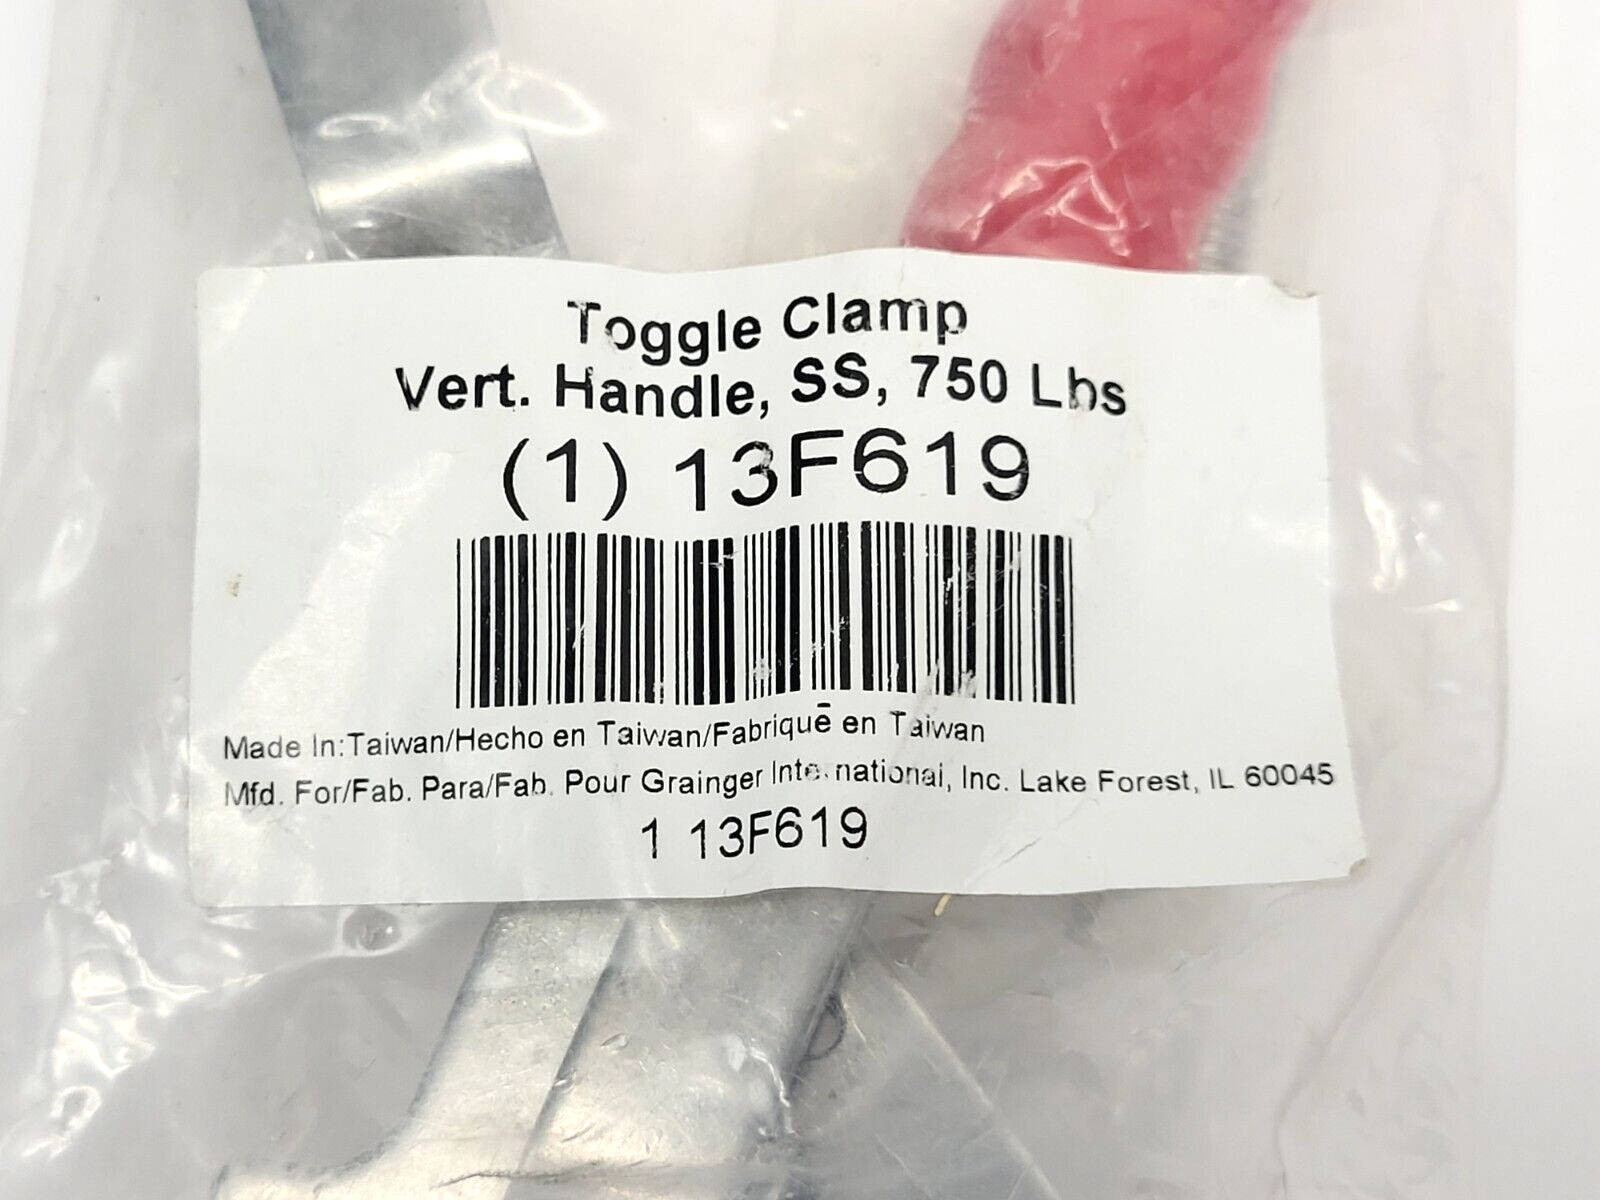 Toggle Clamp
Vert. Handle, SS, 750 Lbs
(1) 13F619
Made In:Taiwan/Hecho en Taiwan/Fabriquē en Taiwan
Mfd. For/Fab. Para/Fab. Pour Grainger International, Inc. Lake Forest, IL 60045
1 13F619